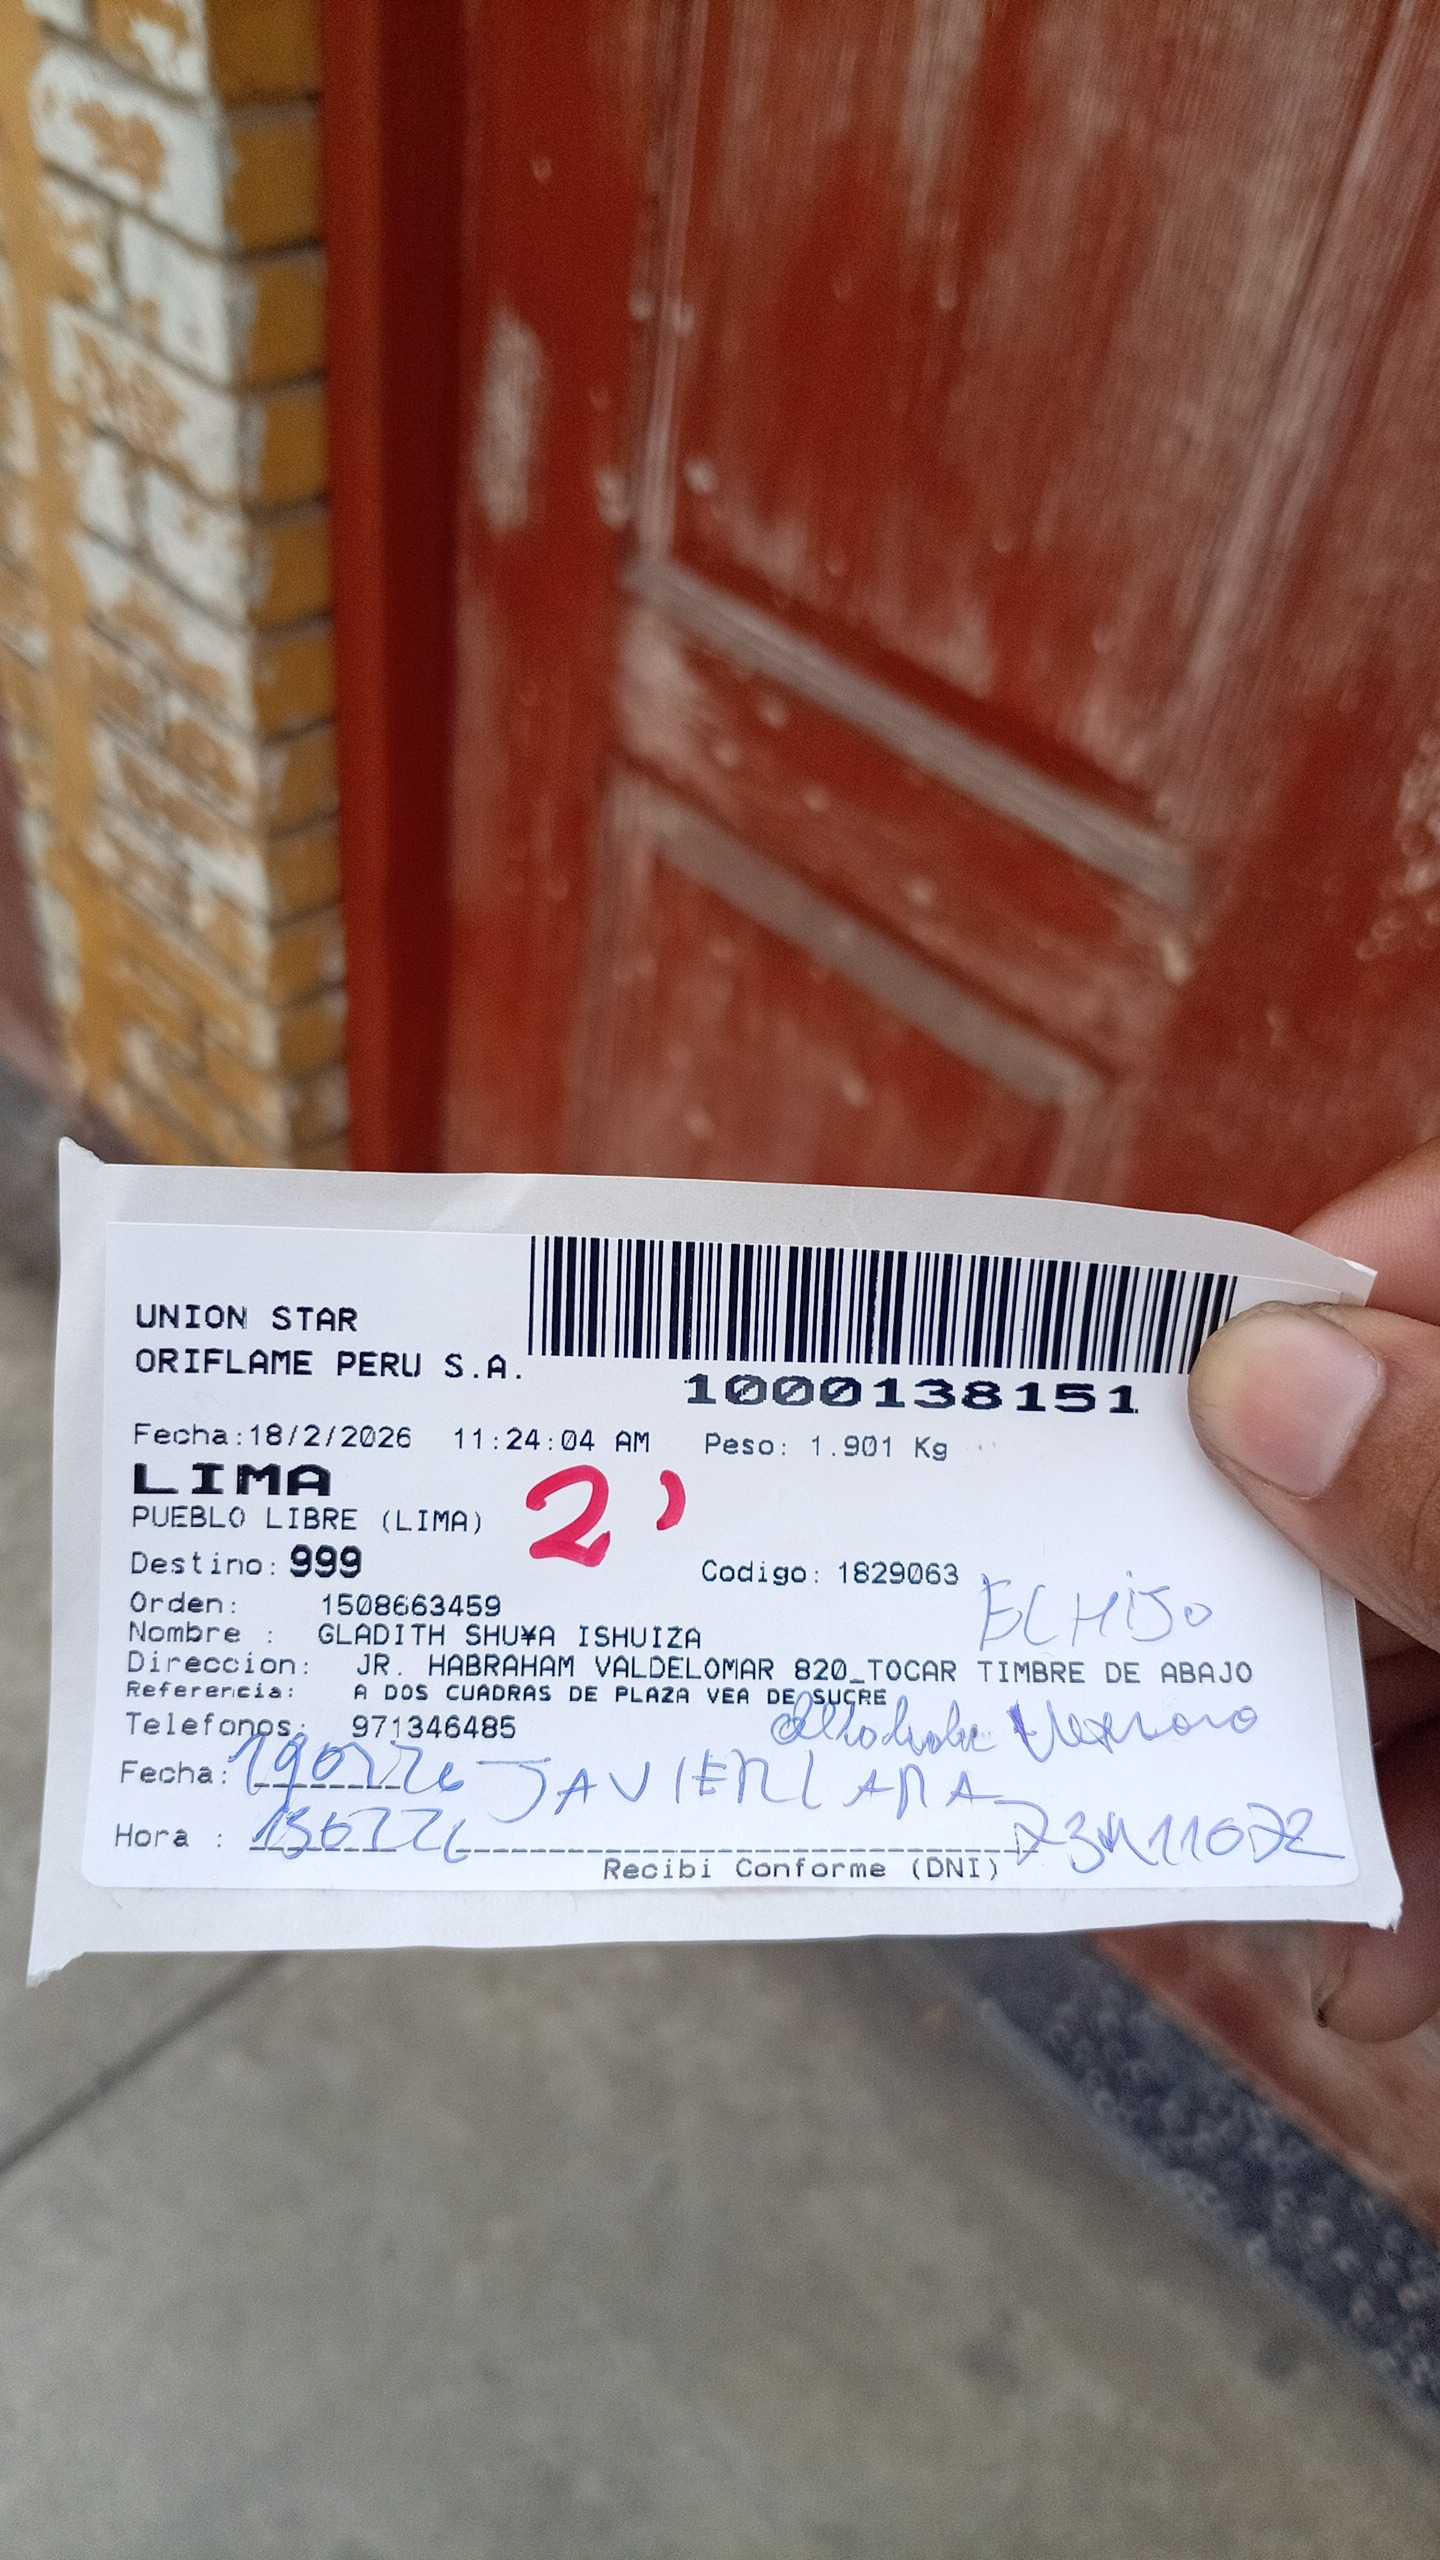 UNION STAR
ORIFLAME PERU S.A.
1000138151
Fecha:18/2/2026 11:24:04 AM Peso: 1.901 Kg
LIMA
2)
PUEBLO LIBRE (LIMA)
Destino: 999 Codigo: 1829063
Orden: 1508663459
Nombre : GLADITH SHU¥A ISHUIZA
Direccion: JR. HABRAHAM VALDELOMAR 820_TOCAR TIMBRE DE ABAJO
Referencia: A DOS CUADRAS DE PLAZA VEA DE SUCRE
Telefonos: 971346485
Fecha: JAVIER LARA
Hora :
Recibi Conforme (DNI)